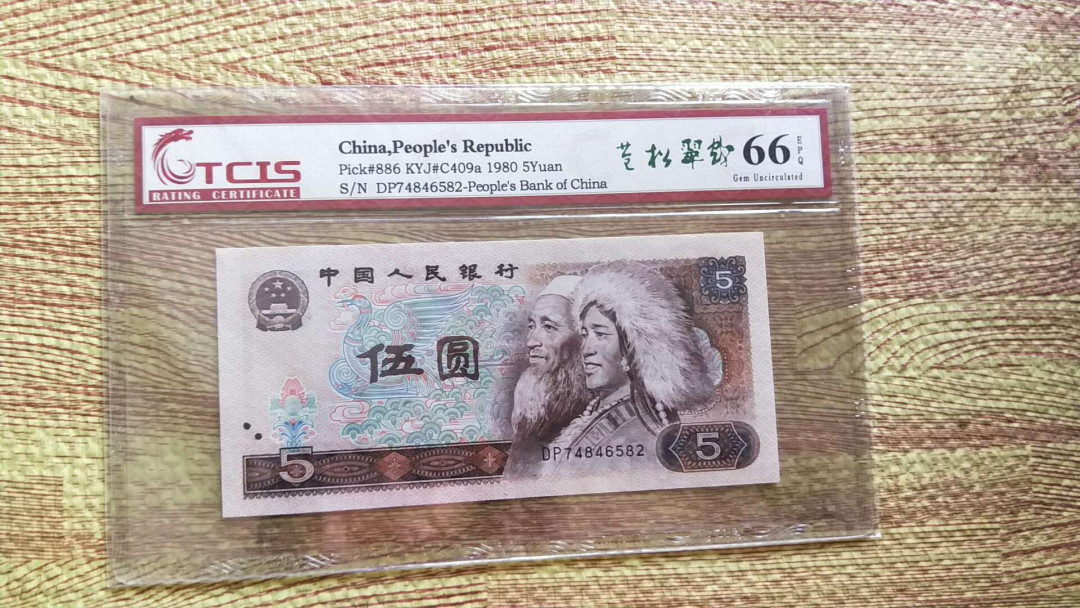 TCIS
RATING CERTIFICATE
China,People's Republic
Pick#886 KYJ#C409a 1980 5Yuan
S/N DP74846582-People's Bank of China
苍松翠鹤
66
EPQ
Gem Uncirculated
中国人民银行
5
伍圆
DP74846582
5
5